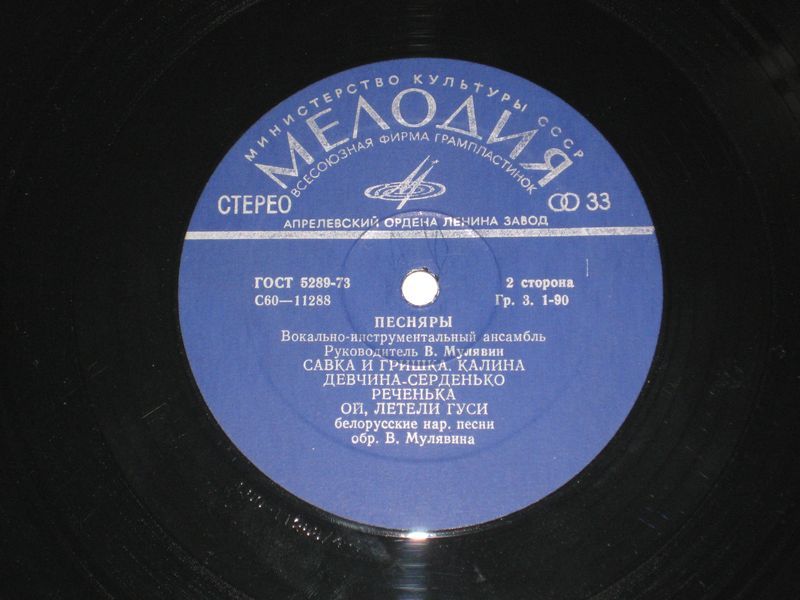 МИНИСТЕРСТВО КУЛЬТУРЫ СССР
МЕЛОДИЯ
ВСЕСОЮЗНАЯ ФИРМА ГРАМПЛАСТИНОК
СТЕРЕО 33
АПРЕЛЕВСКИЙ ОРДЕНА ЛЕНИНА ЗАВОД
ГОСТ 5289-73 2 сторона
С60—11288 Гр. 3. 1-90
ПЕСНЯРЫ
Вокально-инструментальный ансамбль
Руководитель В. Мулявин
САВКА И ГРИШКА. КАЛИНА
ДЕВЧИНА-СЕРДЕНЬКО
РЕЧЕНЬКА
ОЙ, ЛЕТЕЛИ ГУСИ
белорусские нар. песни
обр. В. Мулявина